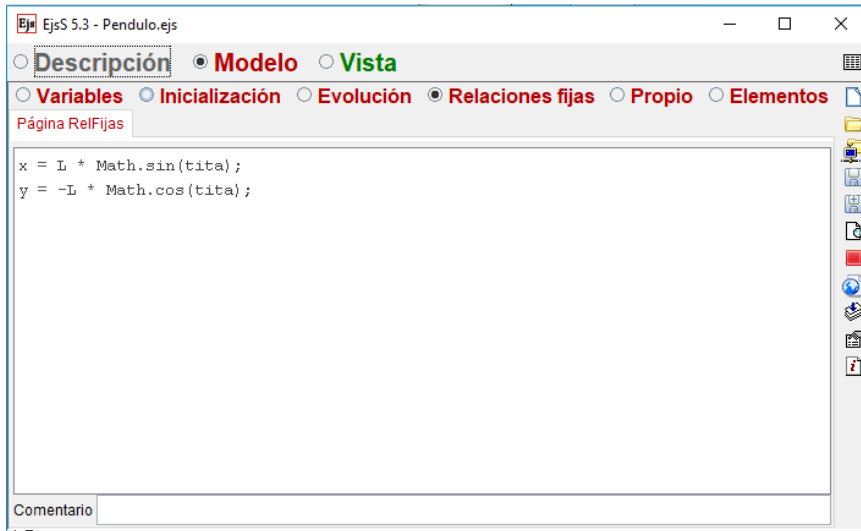 Ejs EjsS 5.3 - Pendulo.ejs
Descripción Modelo Vista
Variables Inicialización Evolución Relaciones fijas Propio Elementos
Página RelFijas
x = L * Math.sin(tita);
y = -L * Math.cos(tita);
Comentario